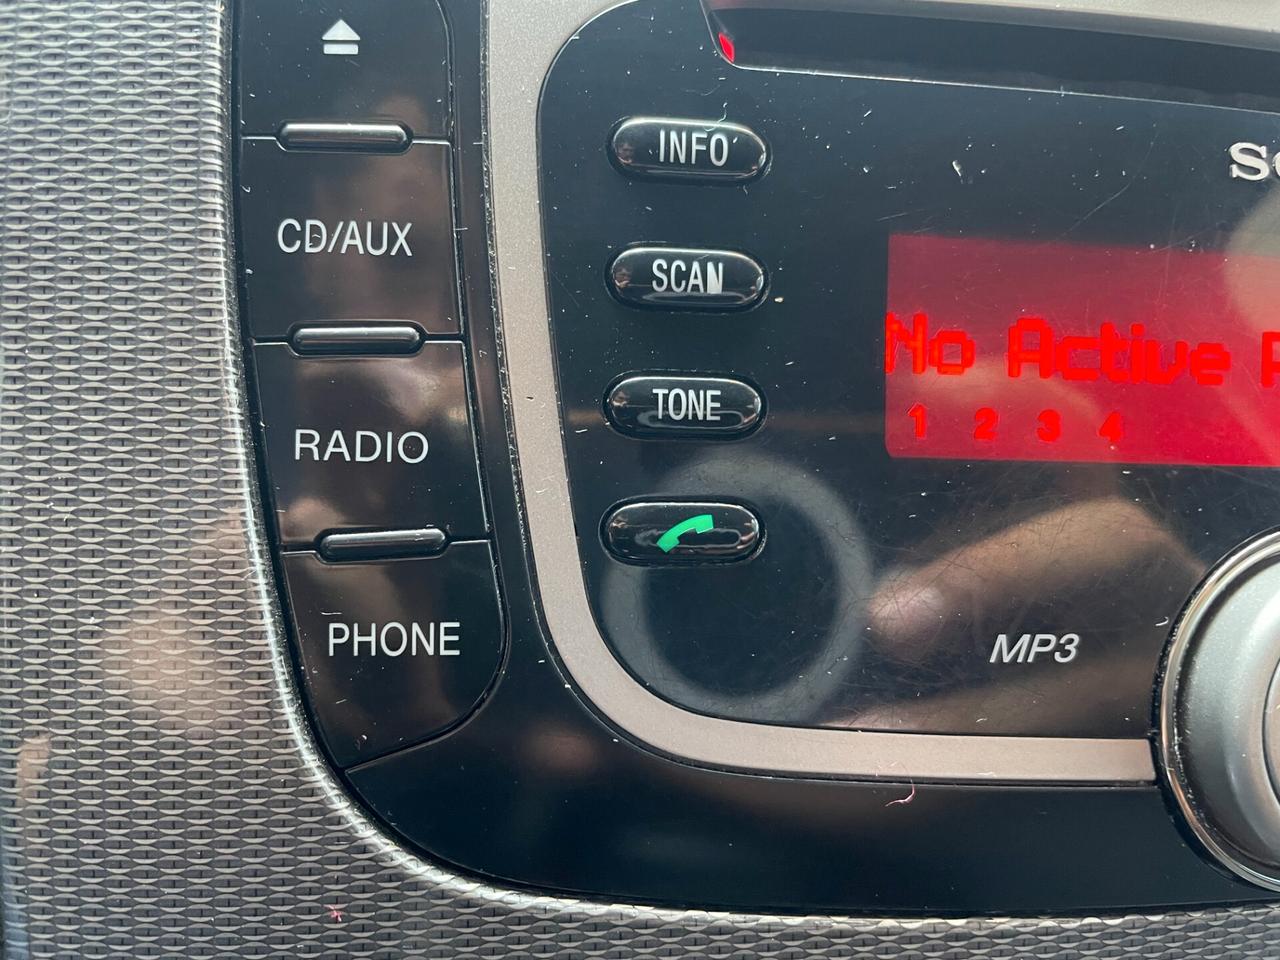 INFO
CD/AUX
SCAN
No Active
TONE
1 2 3 4
RADIO
PHONE
MP3